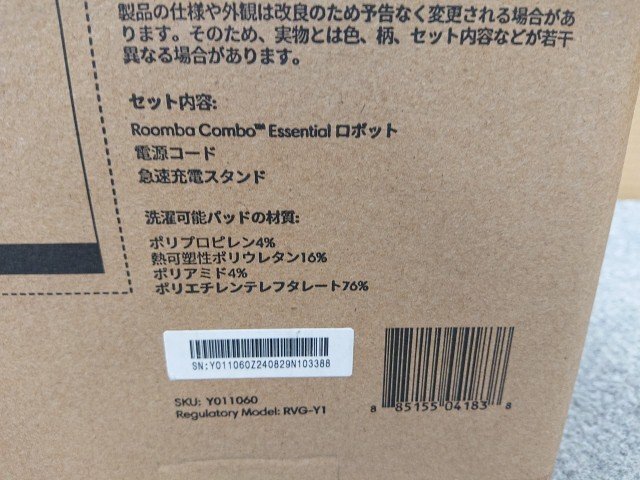 製品の仕様や外観は改良のため予告なく変更される場合があ
ります。そのため、実物とは色、柄、セット内容などが若干
異なる場合があります。
セット内容:
Roomba Combo™ Essential ロボット
電源コード
急速充電スタンド
洗濯可能パッドの材質:
ポリプロピレン4%
熱可塑性ポリウレタン16%
ポリアミド4%
ポリエチレンテレフタレート76%
SN:Y011060Z240829N103388
SKU: Y011060
Regulatory Model: RVG-Y1
8 85155 04183 8